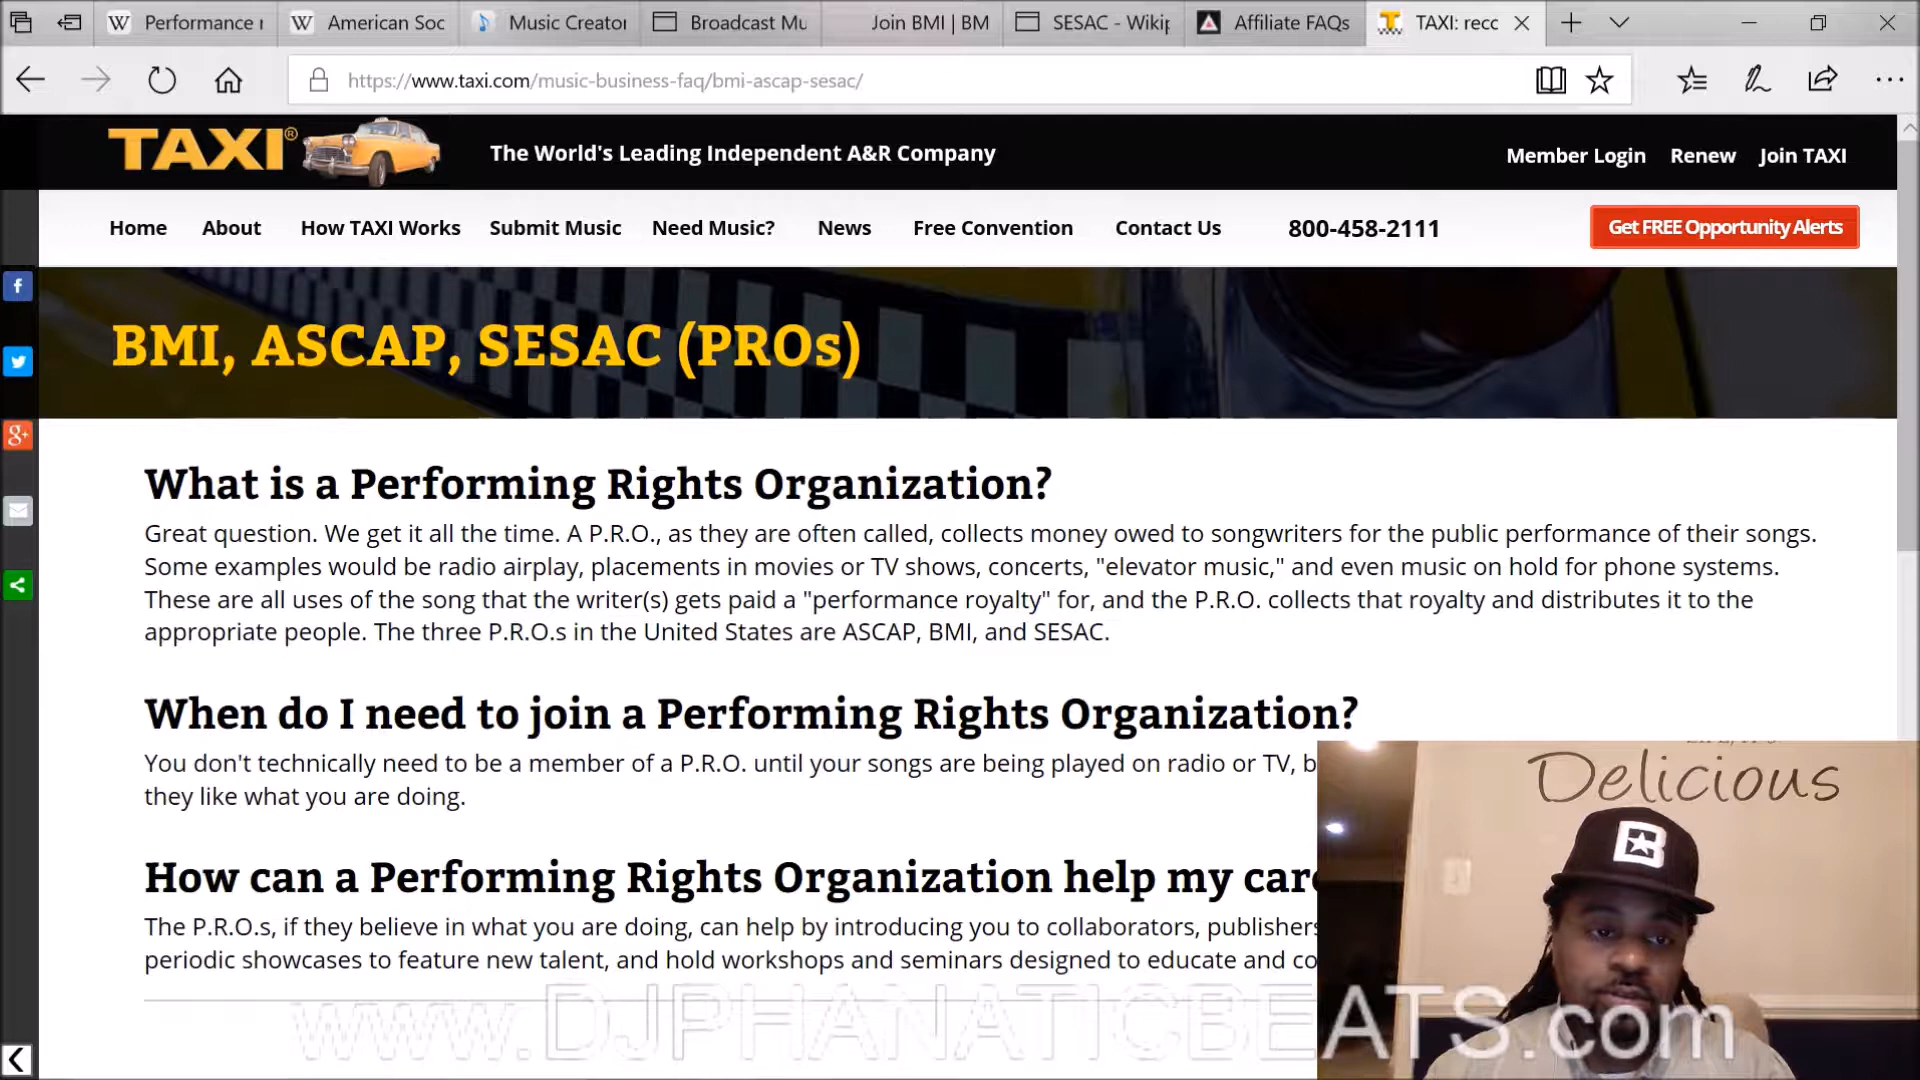 Performance r
American Soc
Music Creator
Broadcast Mu
Join BMI | BM
SESAC - Wikip
Affiliate FAQs
TAXI: recc
https://www.taxi.com/music-business-faq/bmi-ascap-sesac/
TAXI®
The World's Leading Independent A&R Company
Member Login
Renew
Join TAXI
Home
About
How TAXI Works
Submit Music
Need Music?
News
Free Convention
Contact Us
800-458-2111
Get FREE Opportunity Alerts
BMI, ASCAP, SESAC (PROs)
What is a Performing Rights Organization?
Great question. We get it all the time. A P.R.O., as they are often called, collects money owed to songwriters for the public performance of their songs.
Some examples would be radio airplay, placements in movies or TV shows, concerts, "elevator music," and even music on hold for phone systems.
These are all uses of the song that the writer(s) gets paid a "performance royalty" for, and the P.R.O. collects that royalty and distributes it to the
appropriate people. The three P.R.O.s in the United States are ASCAP, BMI, and SESAC.
When do I need to join a Performing Rights Organization?
You don't technically need to be a member of a P.R.O. until your songs are being played on radio or TV, b
they like what you are doing.
Delicious
B
How can a Performing Rights Organization help my care
The P.R.O.s, if they believe in what you are doing, can help by introducing you to collaborators, publishers
periodic showcases to feature new talent, and hold workshops and seminars designed to educate and co
www.DJPHANATICBEATS.com